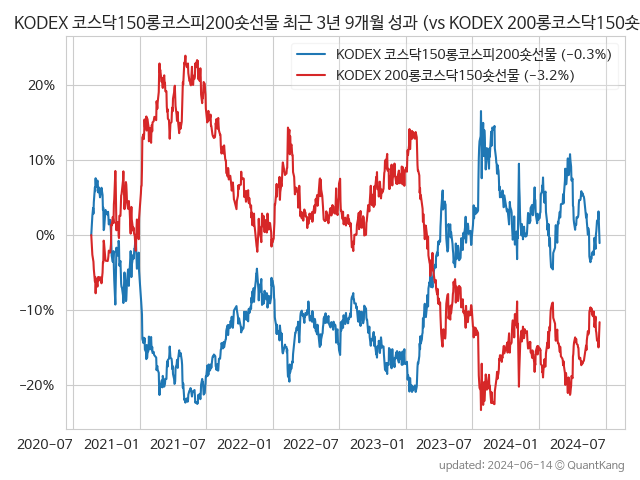 KODEX 코스닥150롱코스피200숏선물 최근 3년 9개월 성과 (vs KODEX 200롱코스닥150숏
KODEX 코스닥150롱코스피200숏선물 (−0.3%)
KODEX 200롱코스닥150숏선물 (−3.2%)
20%
10%
0%
−10%
−20%
2020-07 2021-01 2021-07 2022-01 2022-07 2023-01 2023-07 2024-01 2024-07
updated: 2024-06-14 © QuantKang